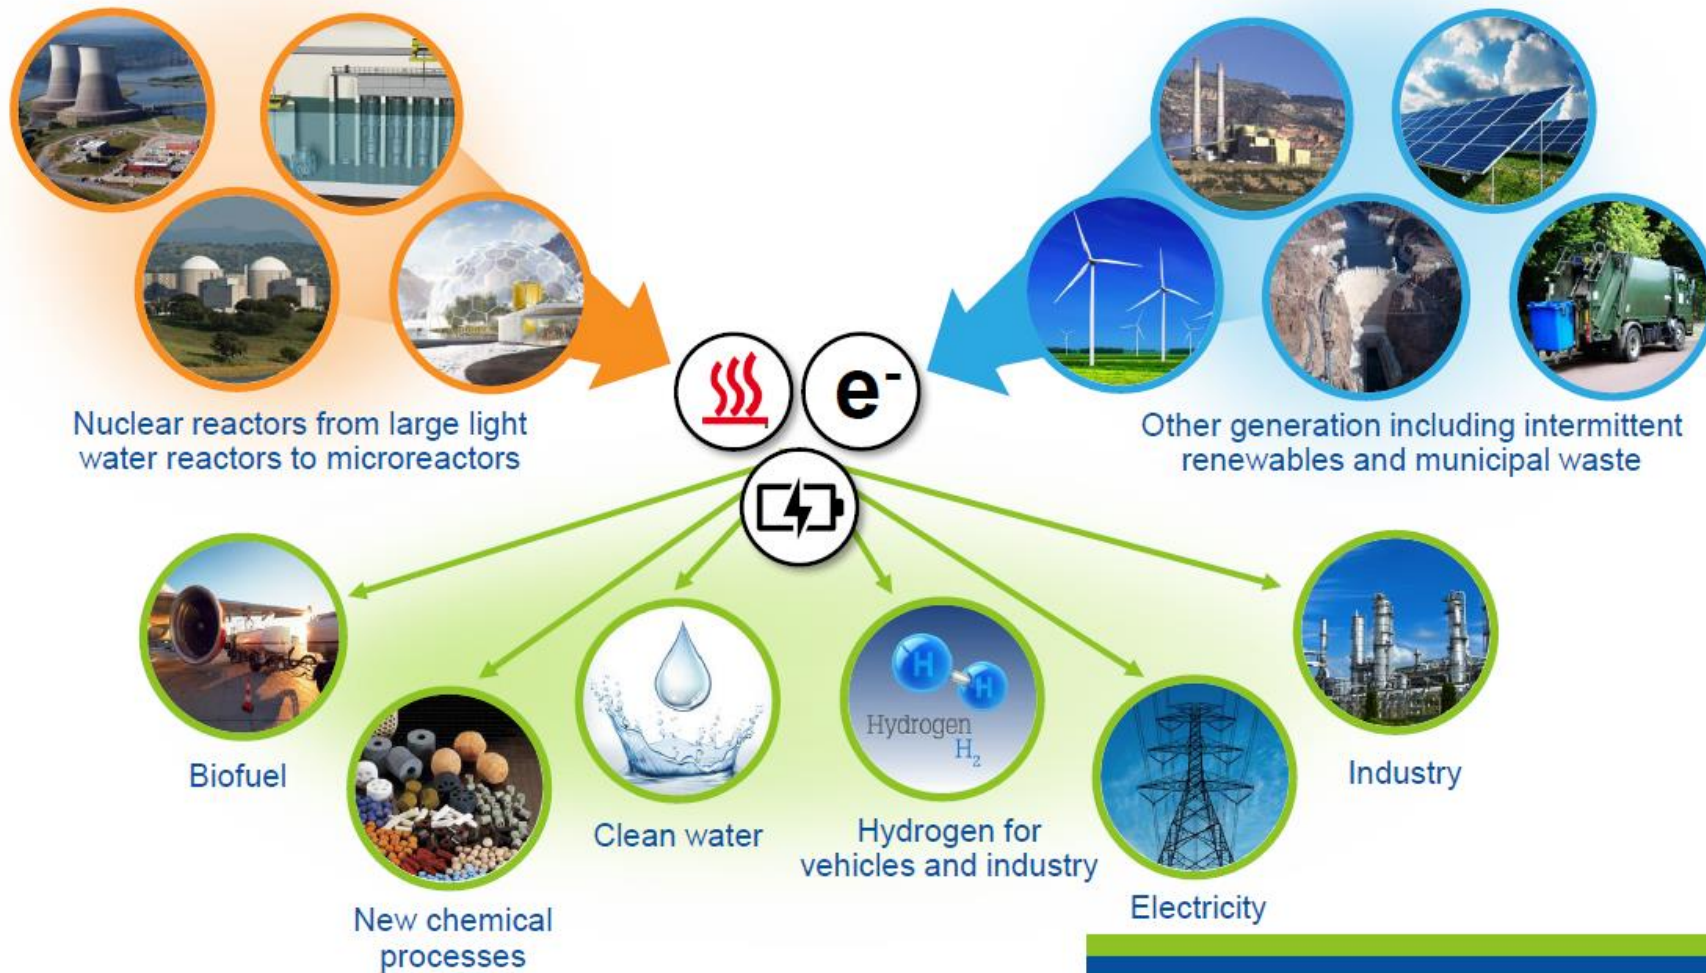 Nuclear reactors from large light
water reactors to microreactors
e-
Other generation including intermittent
renewables and municipal waste
Biofuel
New chemical
processes
Clean water
H
H
Hydrogen
H₂
Hydrogen for
vehicles and industry
Electricity
Industry